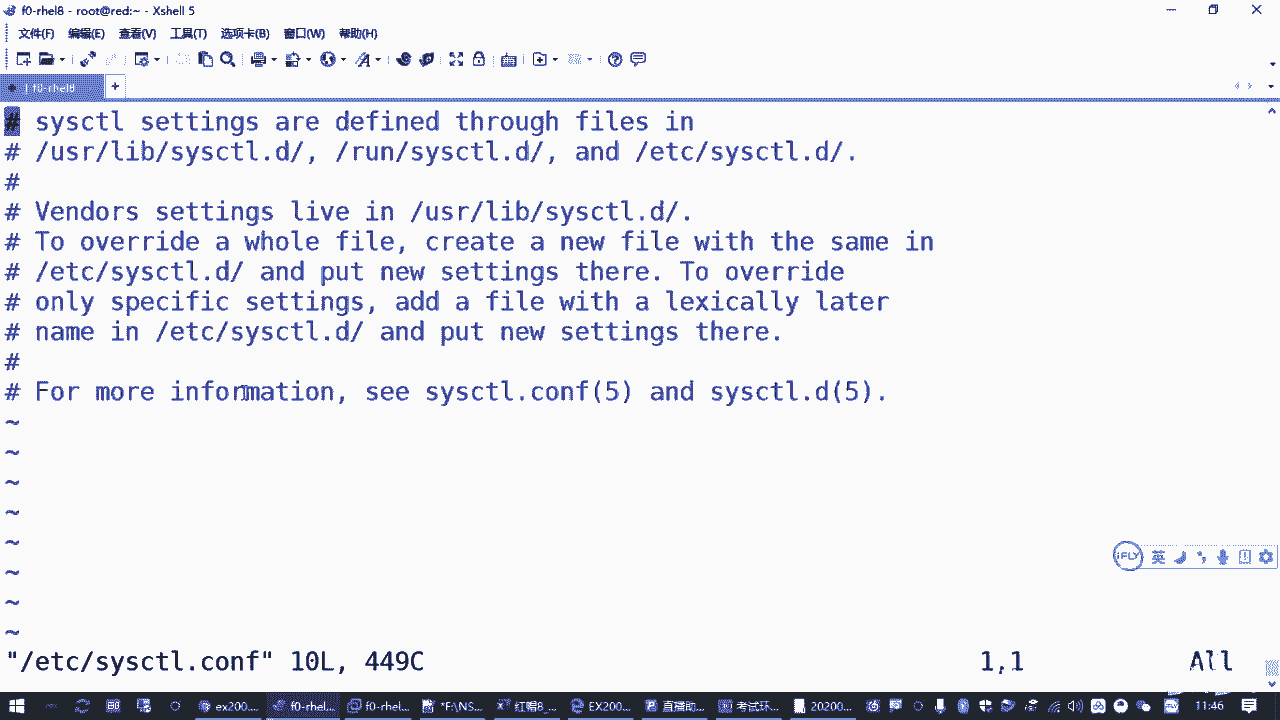 f0-rhel8 - root@red:~ - Xshell 5
文件(F) 编辑(E) 查看(V) 工具(T) 选项卡(B) 窗口(W) 帮助(H)
f0-rhel8
# sysctl settings are defined through files in
# /usr/lib/sysctl.d/, /run/sysctl.d/, and /etc/sysctl.d/.
#
# Vendors settings live in /usr/lib/sysctl.d/.
# To override a whole file, create a new file with the same in
# /etc/sysctl.d/ and put new settings there. To override
# only specific settings, add a file with a lexically later
# name in /etc/sysctl.d/ and put new settings there.
#
# For more information, see sysctl.conf(5) and sysctl.d(5).
~
~
~
~
~
~
~
~
iFLY 英
"/etc/sysctl.conf" 10L, 449C 1,1 All
ex200... f0-rhel... f0-rhel... *F:\NS... 红帽8_... EX200... 直播助... 考试环... 20200... 11:46